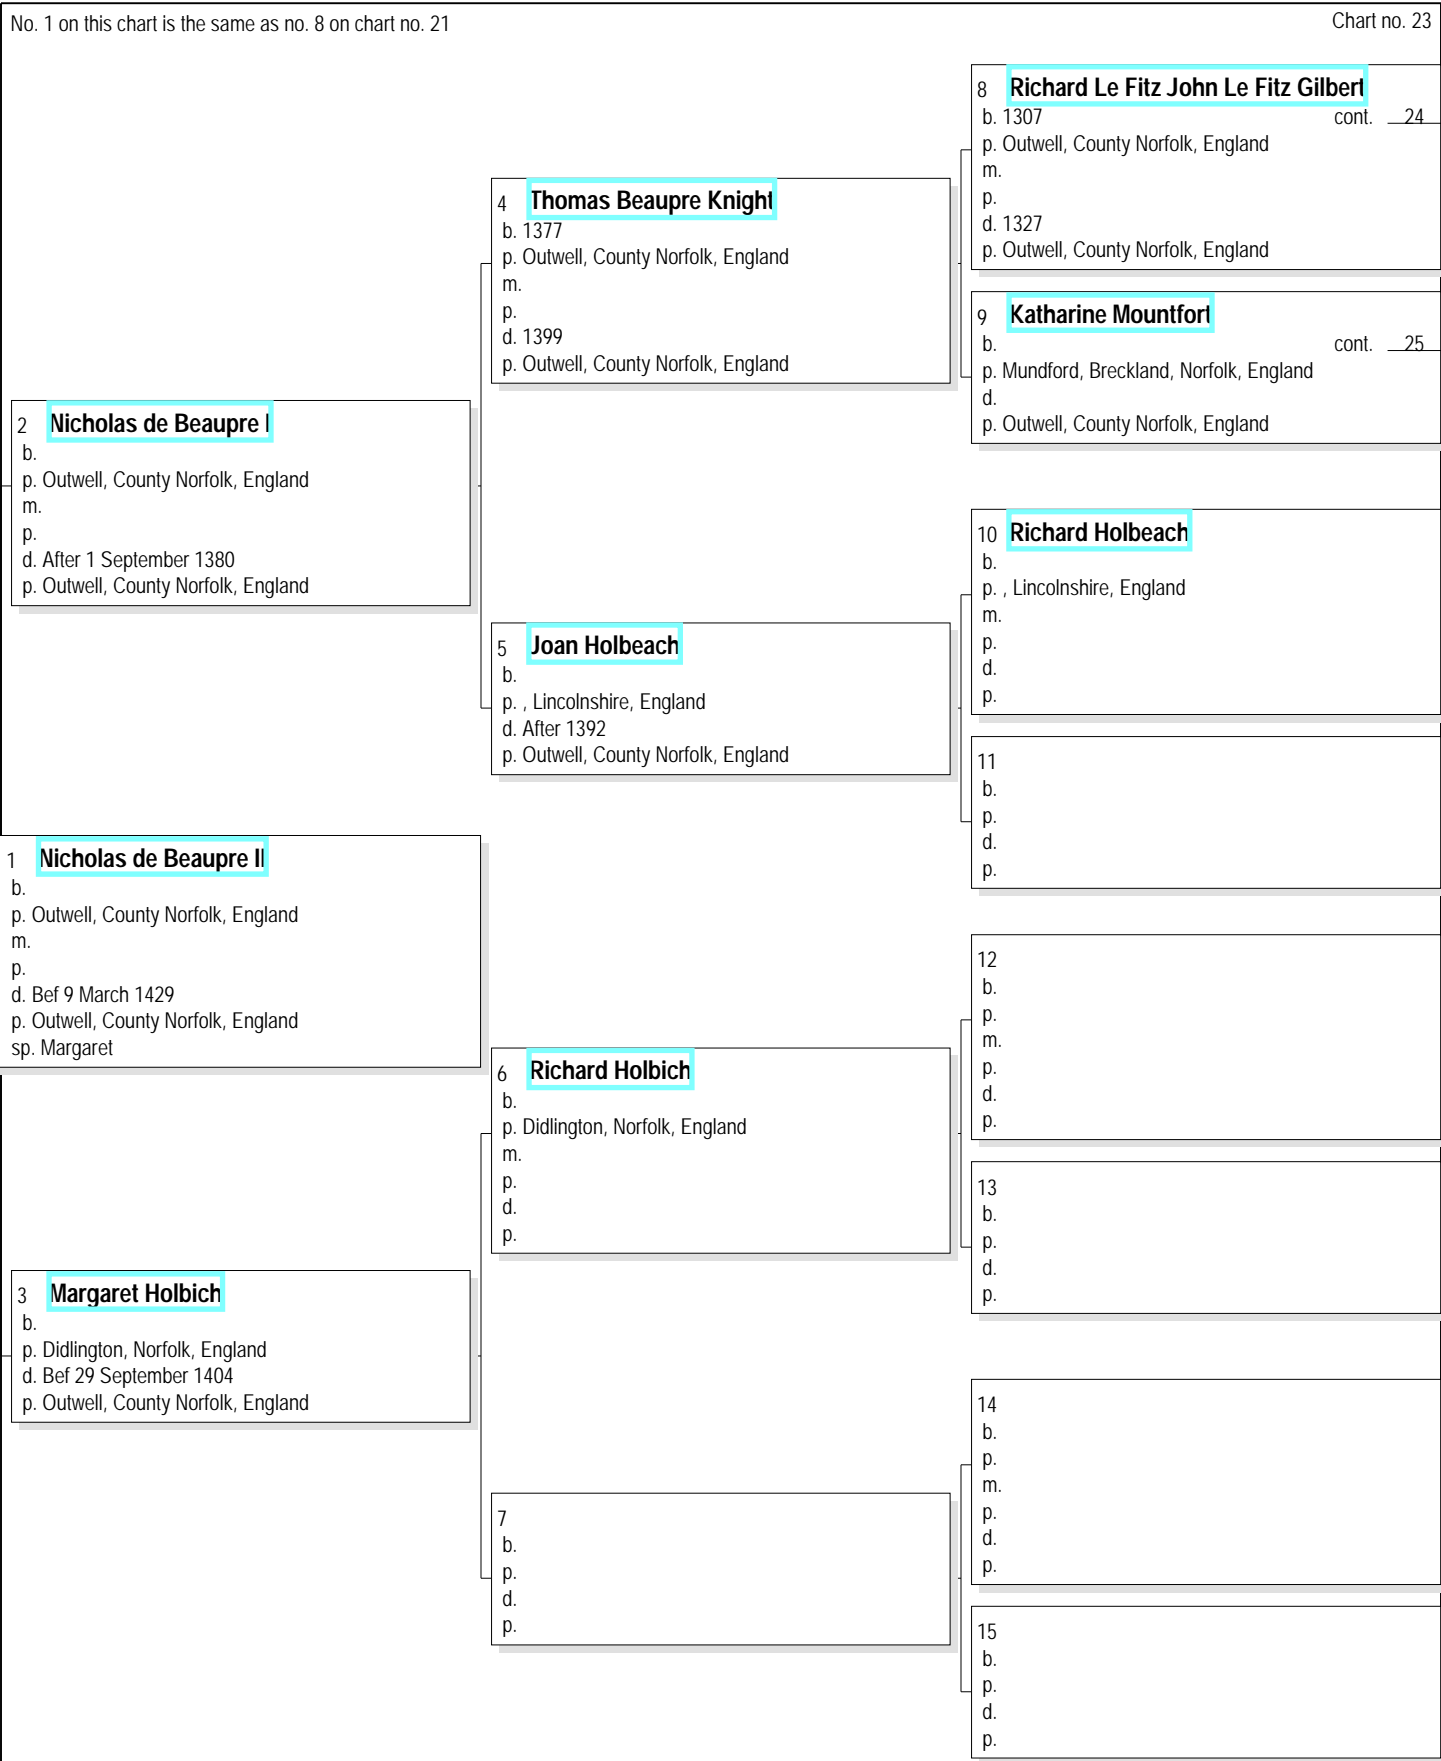 No. 1 on this chart is the same as no. 8 on chart no. 21
Chart no. 23
8 Richard Le Fitz John Le Fitz Gilbert
b. 1307 cont. 24
p. Outwell, County Norfolk, England
m.
p.
d. 1327
p. Outwell, County Norfolk, England
4 Thomas Beaupre Knight
b. 1377
p. Outwell, County Norfolk, England
m.
p.
d. 1399
p. Outwell, County Norfolk, England
9 Katharine Mountfort
b. cont. 25
p. Mundford, Breckland, Norfolk, England
d.
p. Outwell, County Norfolk, England
2 Nicholas de Beaupre I
b.
p. Outwell, County Norfolk, England
m.
p.
d. After 1 September 1380
p. Outwell, County Norfolk, England
10 Richard Holbeach
b.
p. , Lincolnshire, England
m.
p.
d.
p.
5 Joan Holbeach
b.
p. , Lincolnshire, England
d. After 1392
p. Outwell, County Norfolk, England
11
b.
p.
d.
p.
1 Nicholas de Beaupre II
b.
p. Outwell, County Norfolk, England
m.
p.
d. Bef 9 March 1429
p. Outwell, County Norfolk, England
sp. Margaret
12
b.
p.
m.
p.
d.
p.
6 Richard Holbich
b.
p. Didlington, Norfolk, England
m.
p.
d.
p.
13
b.
p.
d.
p.
3 Margaret Holbich
b.
p. Didlington, Norfolk, England
d. Bef 29 September 1404
p. Outwell, County Norfolk, England
14
b.
p.
m.
p.
d.
p.
7
b.
p.
d.
p.
15
b.
p.
d.
p.